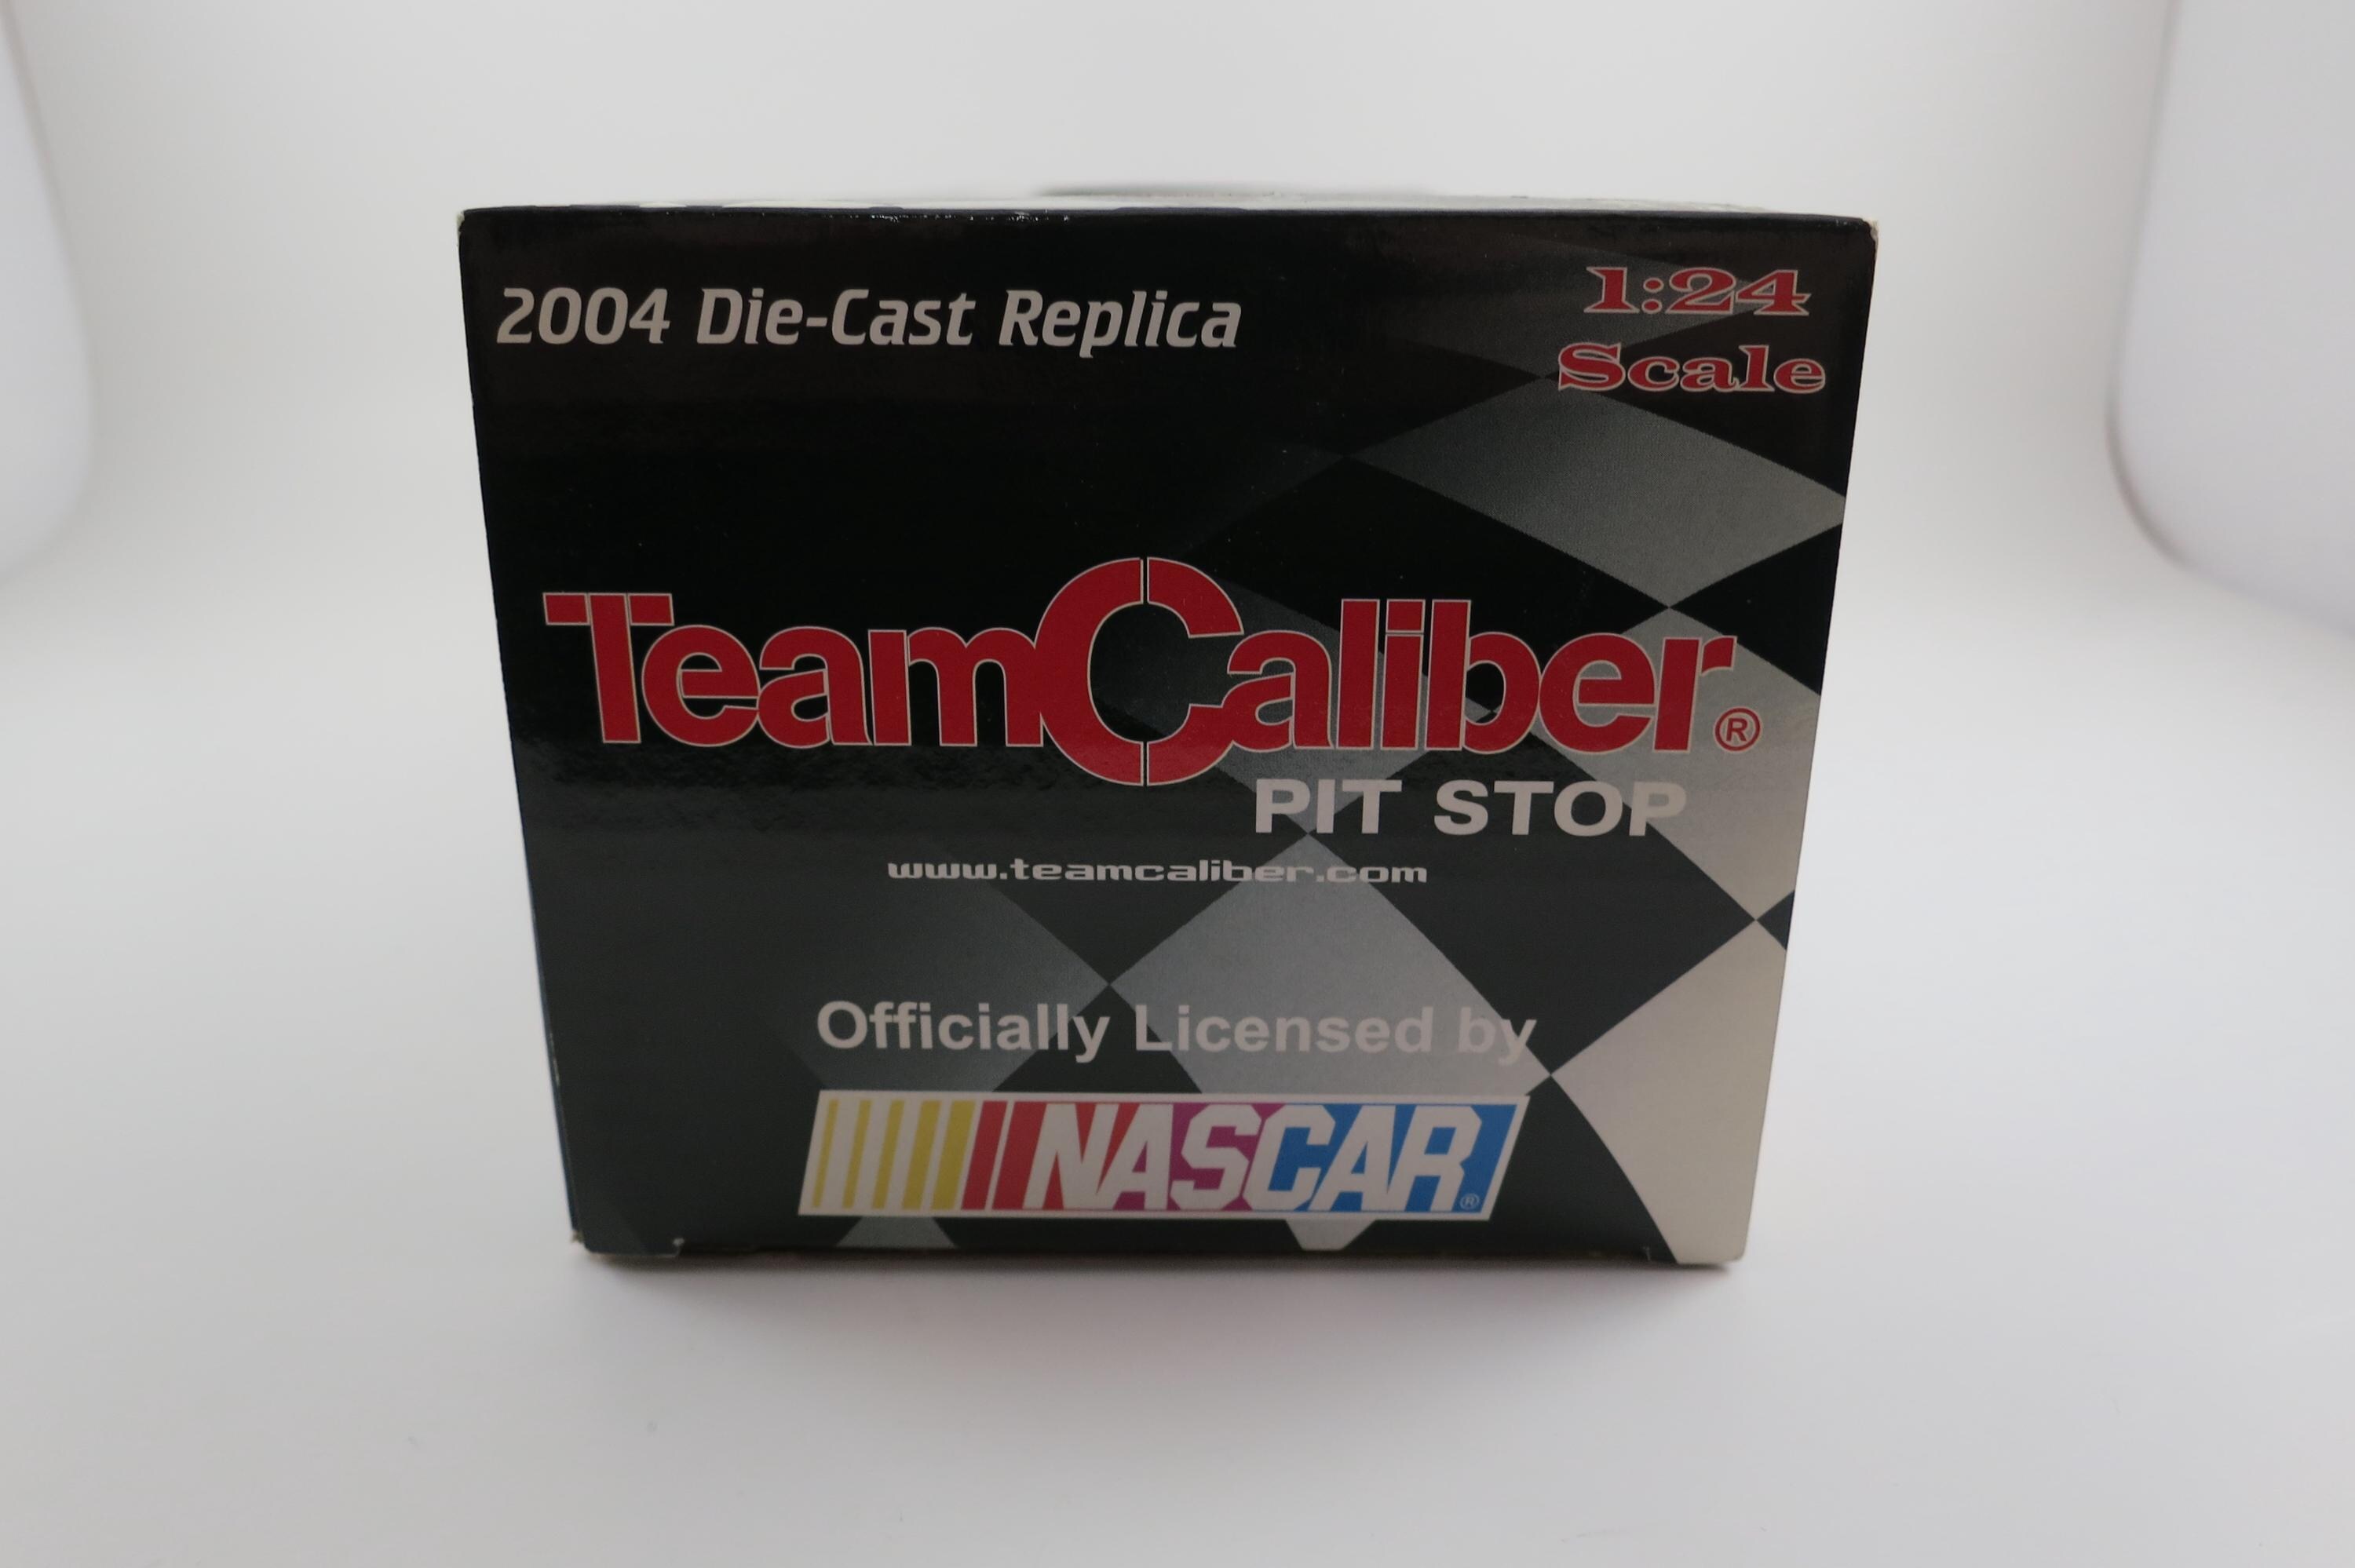 2004 Die-Cast Replica
1:24
Scale
TeamCaliber®
PIT STOP
www.teamcaliber.com
Officially Licensed by
NASCAR®